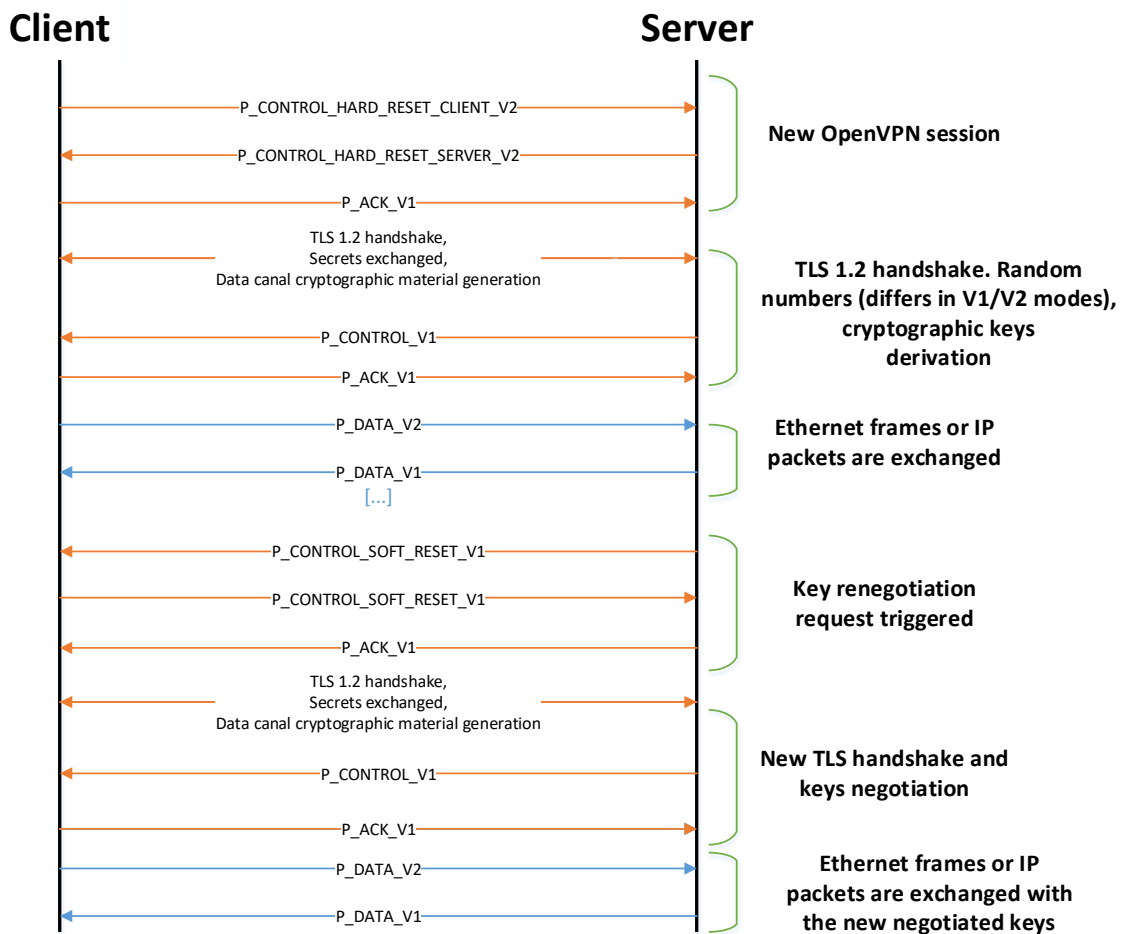 Client
Server
P_CONTROL_HARD_RESET_CLIENT_V2
New OpenVPN session
P_CONTROL_HARD_RESET_SERVER_V2
P_ACK_V1
TLS 1.2 handshake,
Secrets exchanged,
Data canal cryptographic material generation
TLS 1.2 handshake. Random
numbers (differs in V1/V2 modes),
cryptographic keys
derivation
P_CONTROL_V1
P_ACK_V1
P_DATA_V2
Ethernet frames or IP
packets are exchanged
P_DATA_V1
[...]
P_CONTROL_SOFT_RESET_V1
P_CONTROL_SOFT_RESET_V1
Key renegotiation
request triggered
P_ACK_V1
TLS 1.2 handshake,
Secrets exchanged,
Data canal cryptographic material generation
New TLS handshake and
keys negotiation
P_CONTROL_V1
P_ACK_V1
P_DATA_V2
Ethernet frames or IP
packets are exchanged with
the new negotiated keys
P_DATA_V1